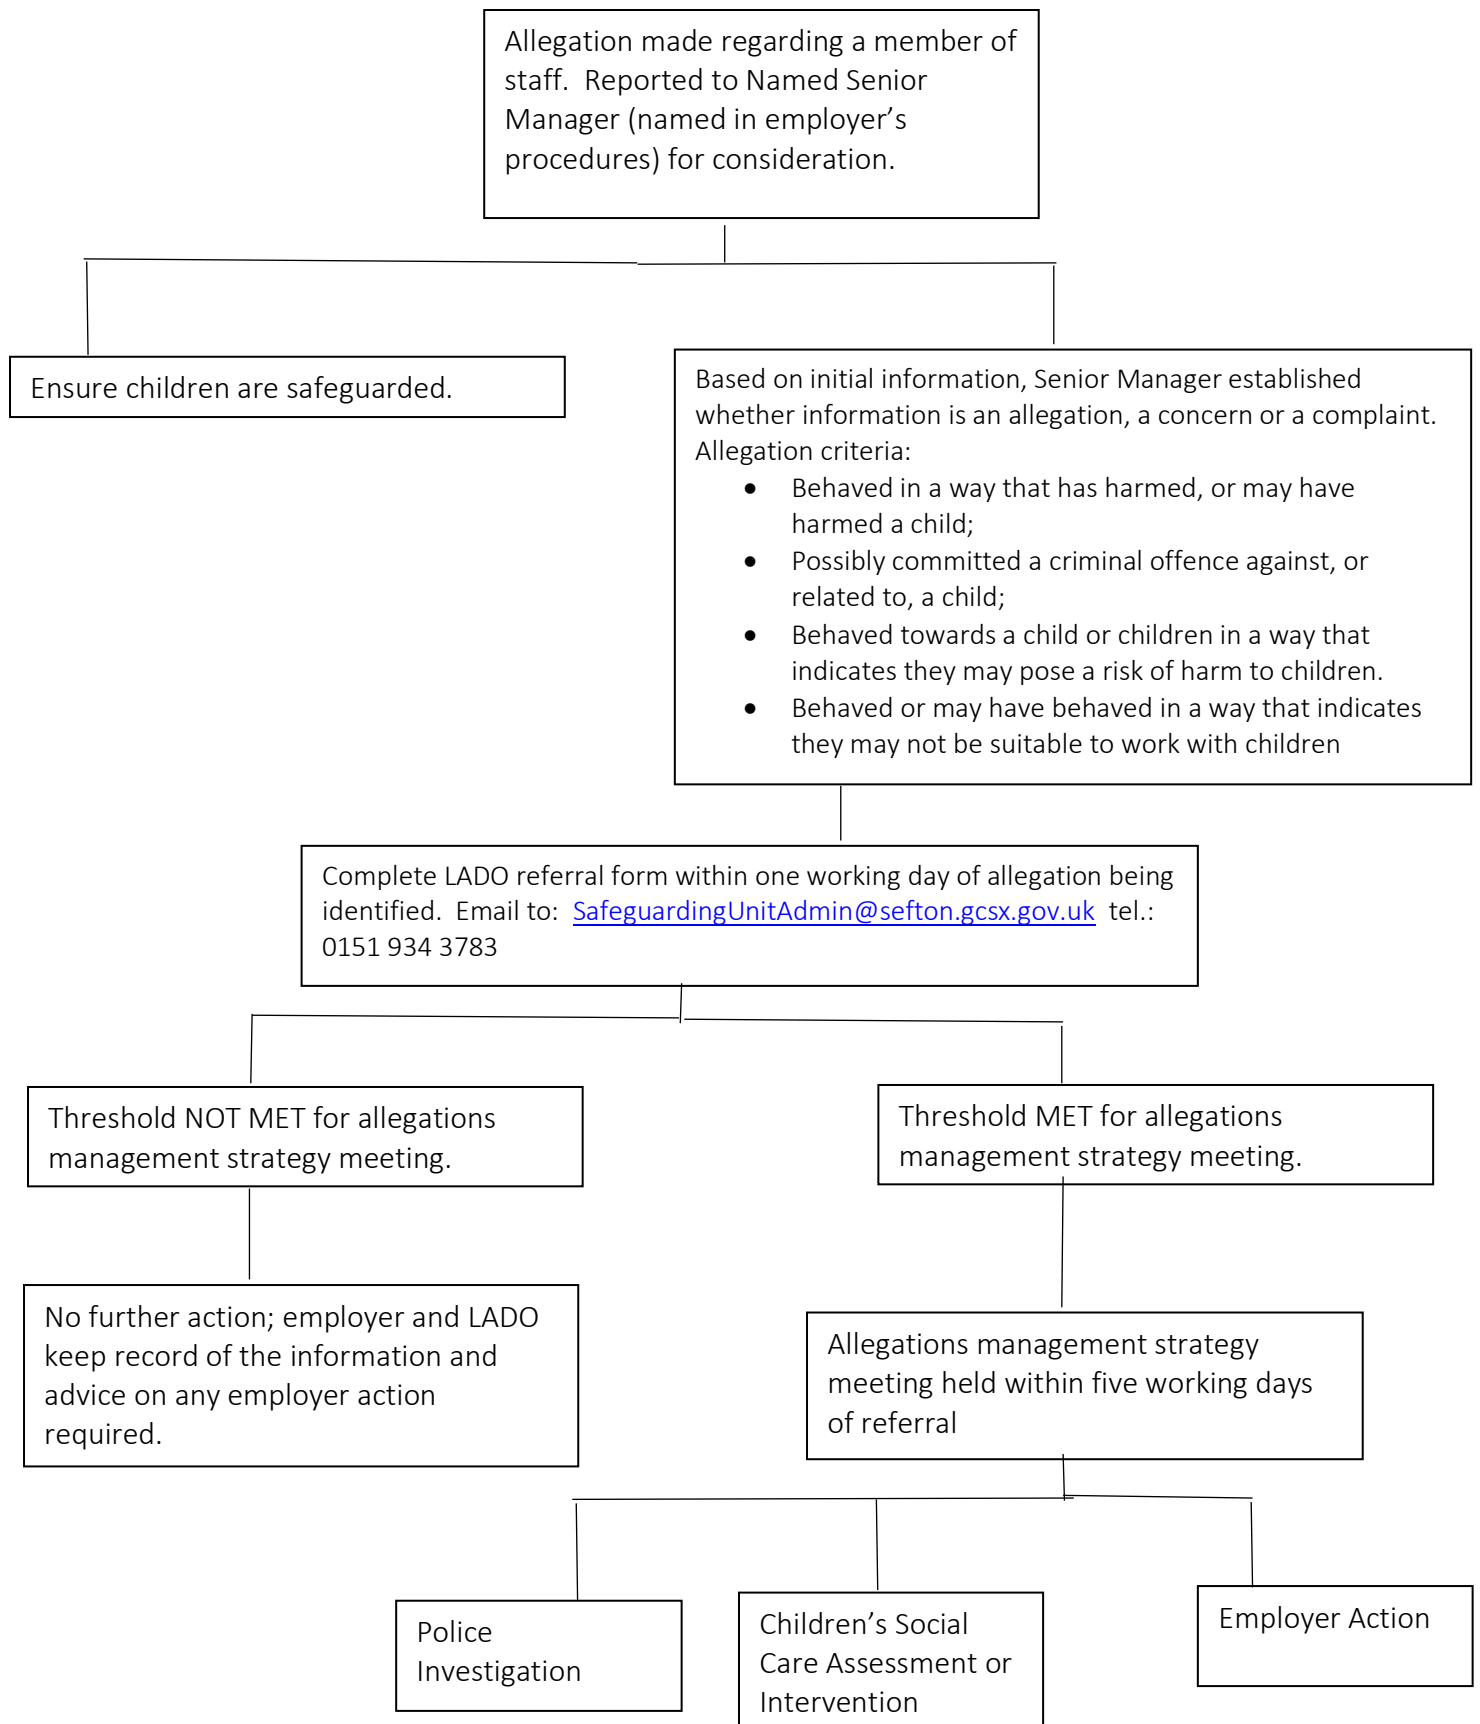 Allegation made regarding a member of
staff.  Reported to Named Senior
Manager (named in employer’s
procedures) for consideration.
Ensure children are safeguarded.
Based on initial information, Senior Manager established
whether information is an allegation, a concern or a complaint.
Allegation criteria:
• Behaved in a way that has harmed, or may have
harmed a child;
• Possibly committed a criminal offence against, or
related to, a child;
• Behaved towards a child or children in a way that
indicates they may pose a risk of harm to children.
• Behaved or may have behaved in a way that indicates
they may not be suitable to work with children
Complete LADO referral form within one working day of allegation being
identified.  Email to:  SafeguardingUnitAdmin@sefton.gcsx.gov.uk  tel.:
0151 934 3783
Threshold NOT MET for allegations
management strategy meeting.
Threshold MET for allegations
management strategy meeting.
No further action; employer and LADO
keep record of the information and
advice on any employer action
required.
Allegations management strategy
meeting held within five working days
of referral
Police
Investigation
Children’s Social
Care Assessment or
Intervention
Employer Action